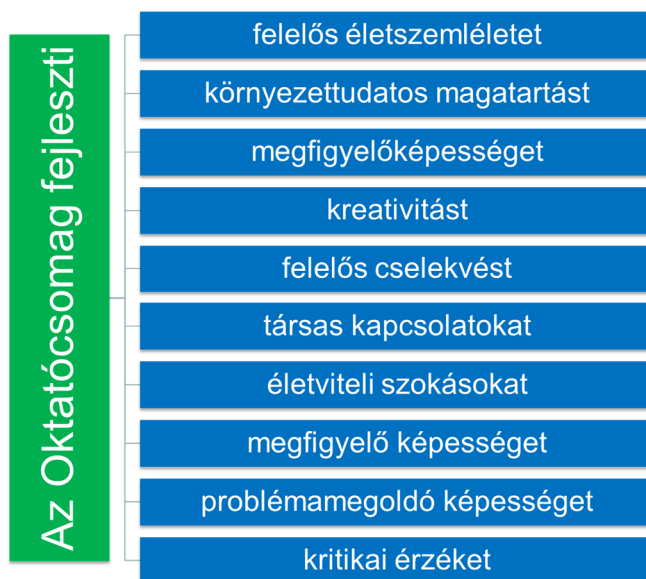 Az Oktatócsomag fejleszti
felelős életszemléletet
környezettudatos magatartást
megfigyelőképességet
kreativitást
felelős cselekvést
társas kapcsolatokat
életviteli szokásokat
megfigyelő képességet
problémamegoldó képességet
kritikai érzéket